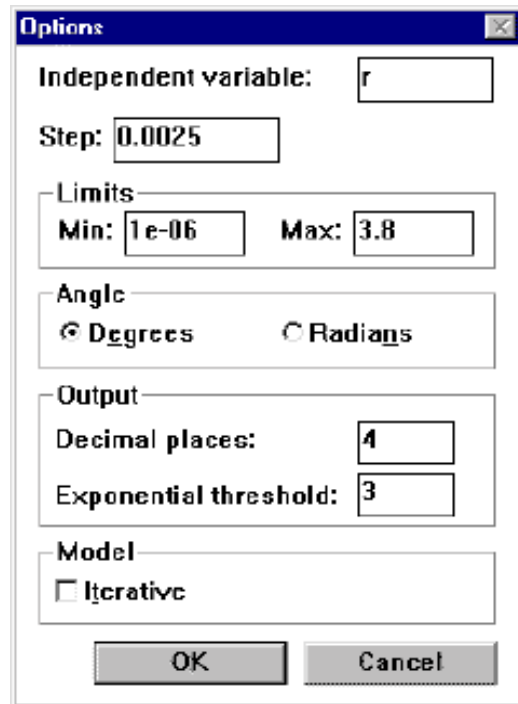 Options
Independent variable: r
Step: 0.0025
Limits
Min: 1e-06 Max: 3.8
Angle
Degrees Radians
Output
Decimal places: 4
Exponential threshold: 3
Model
Iterative
OK Cancel